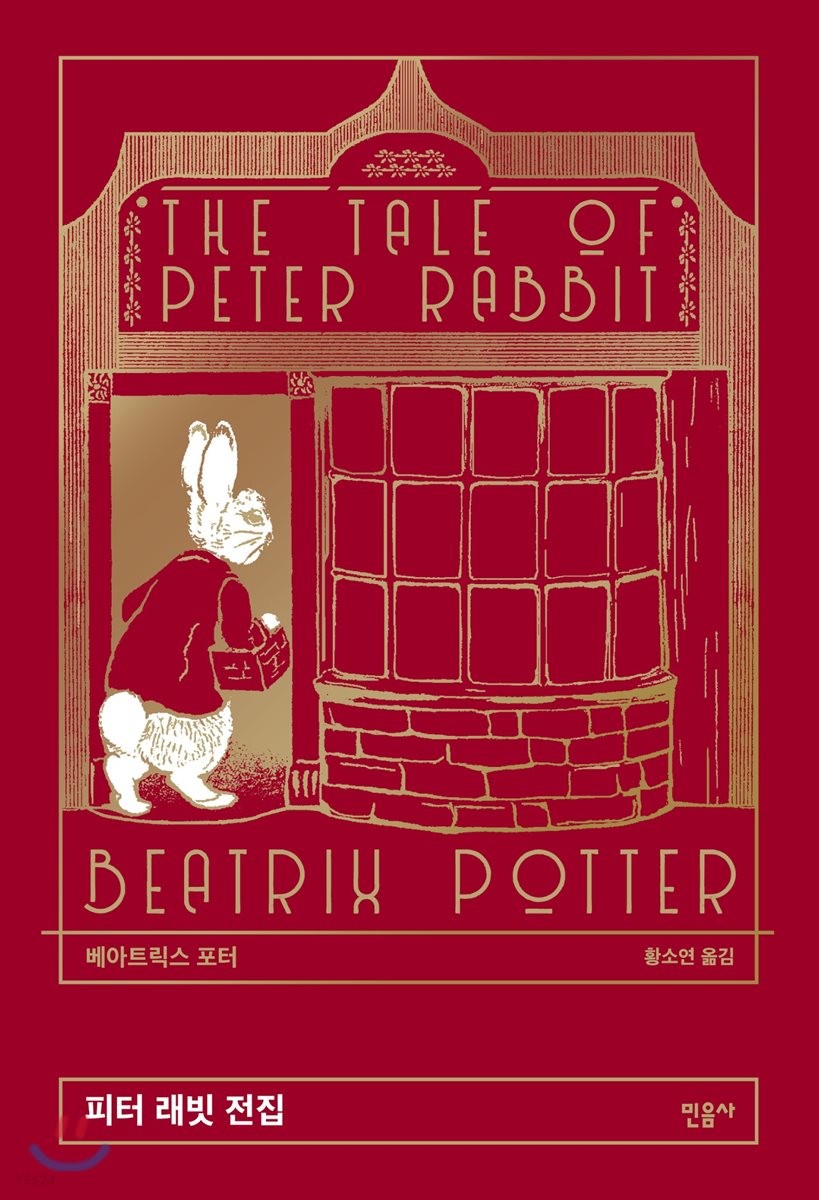 THE TALE OF
PETER RABBIT
BEATRIX POTTER
베아트릭스 포터
황소연 옮김
피터 래빗 전집
민음사